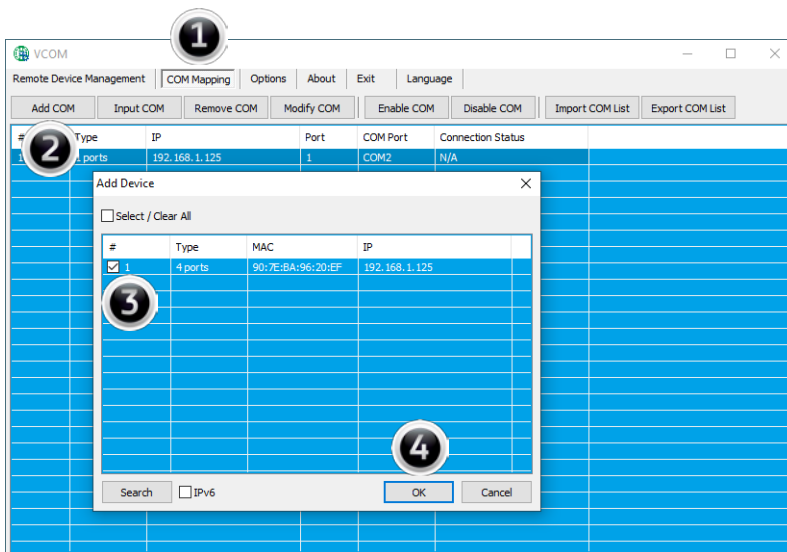 1
VCOM
Remote Device Management COM Mapping Options About Exit Language
Add COM Input COM Remove COM Modify COM Enable COM Disable COM Import COM List Export COM List
# Type IP Port COM Port Connection Status
2
1 ports 192.168.1.125 1 COM2 N/A
Add Device
Select / Clear All
# Type MAC IP
1 4 ports 90:7E:BA:96:20:EF 192.168.1.125
3
4
Search IPv6 OK Cancel